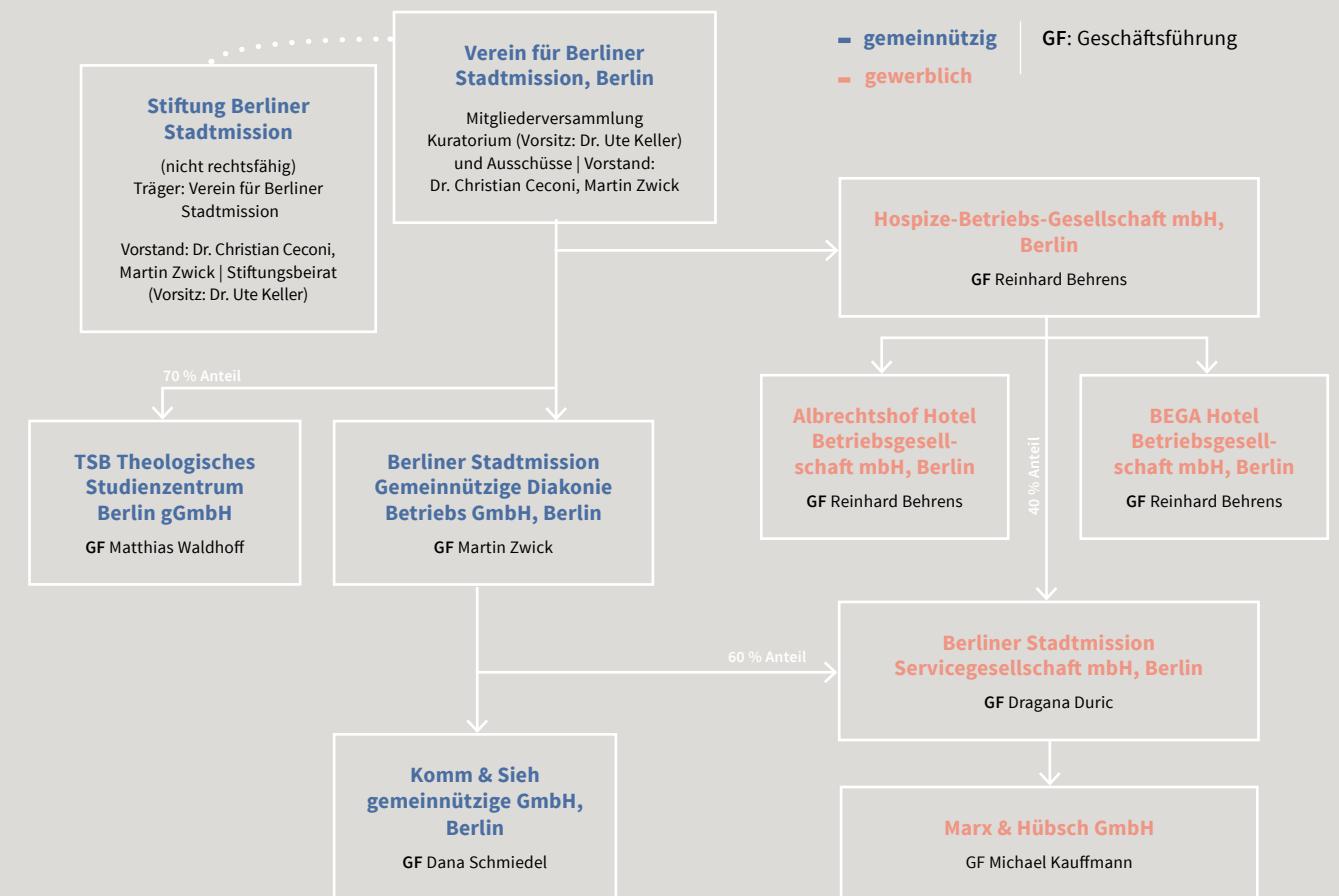 Verein für Berliner
Stadtmission, Berlin
Mitgliederversammlung
Kuratorium (Vorsitz: Dr. Ute Keller)
und Ausschüsse | Vorstand:
Dr. Christian Ceconi, Martin Zwick
gemeinnützig
gewerblich
GF: Geschäftsführung
Stiftung Berliner
Stadtmission
(nicht rechtsfähig)
Träger: Verein für Berliner
Stadtmission
Vorstand: Dr. Christian Ceconi,
Martin Zwick | Stiftungsbeirat
(Vorsitz: Dr. Ute Keller)
Hospize-Betriebs-Gesellschaft mbH,
Berlin
GF Reinhard Behrens
70 % Anteil
TSB Theologisches
Studienzentrum
Berlin gGmbH
GF Matthias Waldhoff
Berliner Stadtmission
Gemeinnützige Diakonie
Betriebs GmbH, Berlin
GF Martin Zwick
Albrechtshof Hotel
Betriebsgesell-
schaft mbH, Berlin
GF Reinhard Behrens
40 % Anteil
BEGA Hotel
Betriebsgesell-
schaft mbH, Berlin
GF Reinhard Behrens
60 % Anteil
Berliner Stadtmission
Servicegesellschaft mbH, Berlin
GF Dragana Duric
Komm & Sieh
gemeinnützige GmbH,
Berlin
GF Dana Schmiedel
Marx & Hübsch GmbH
GF Michael Kauffmann